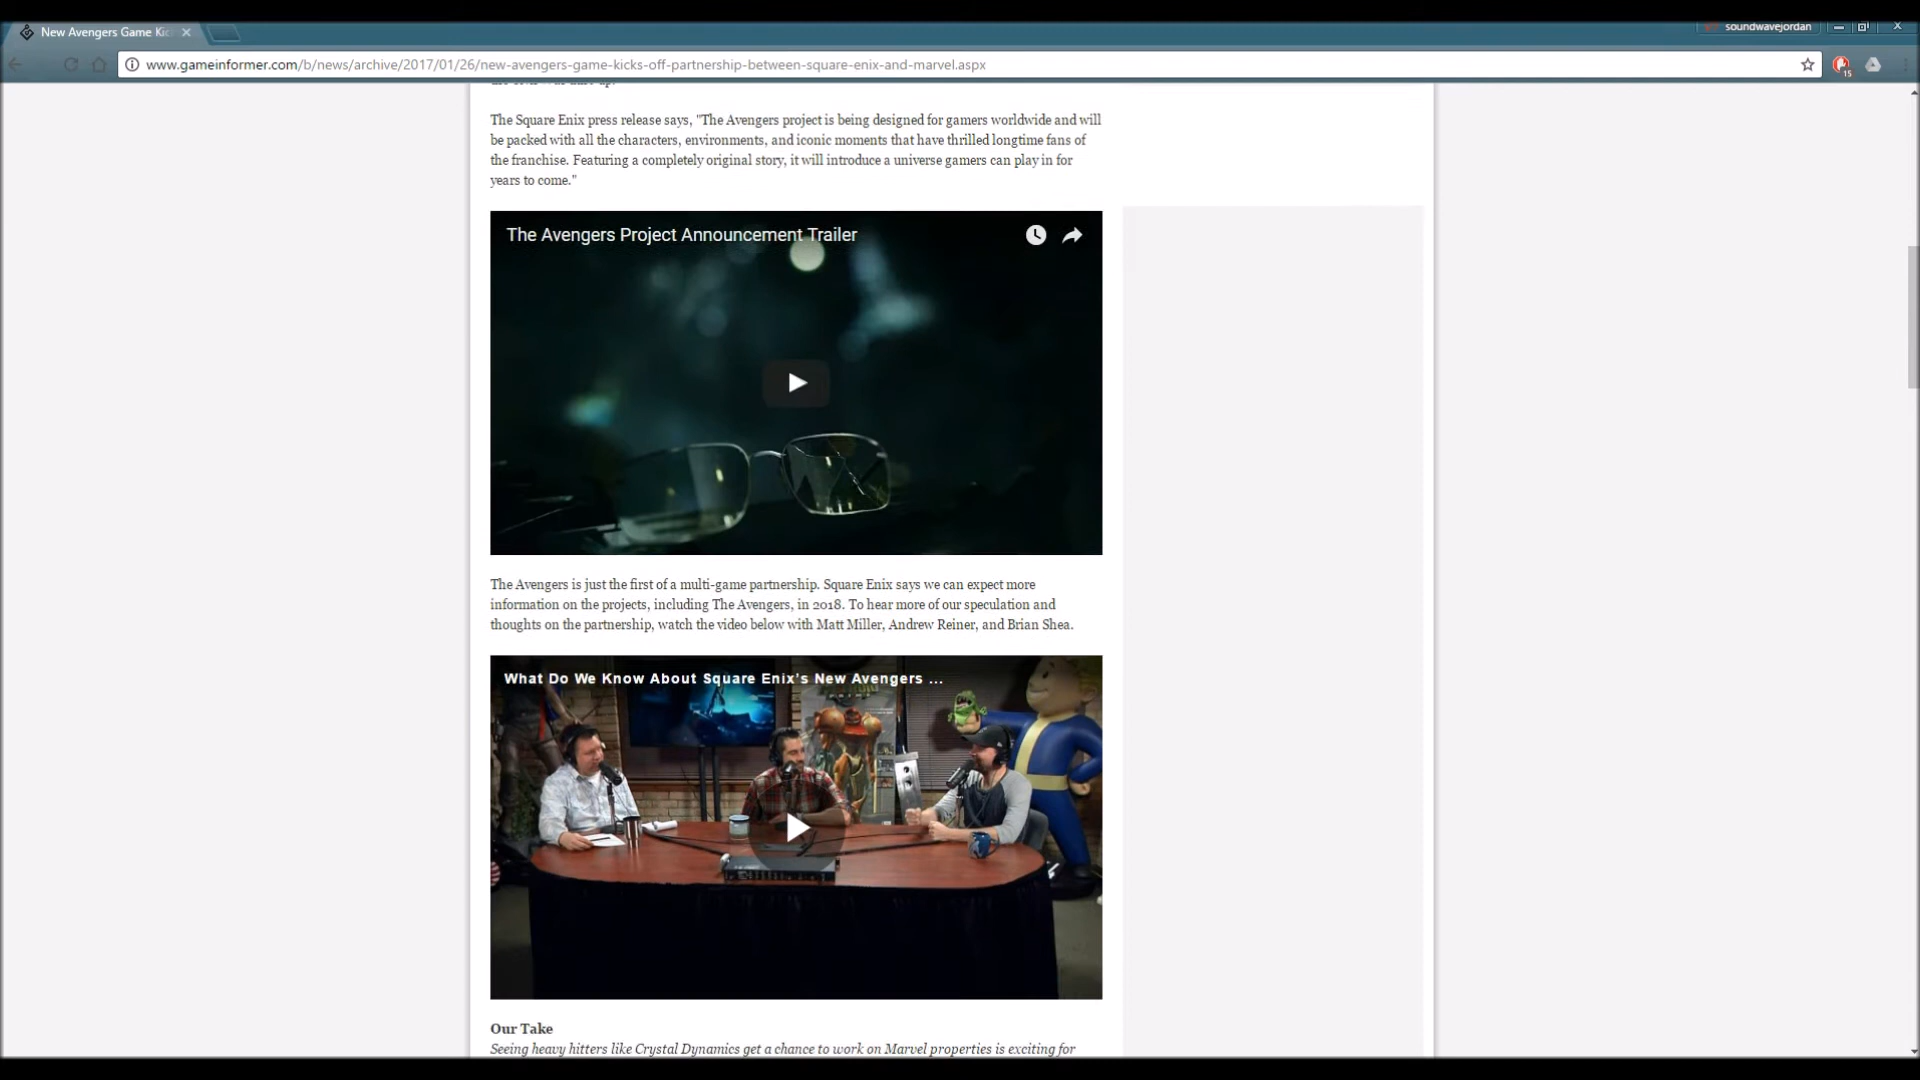 New Avengers Game Kic
soundwavejordan
www.gameinformer.com/b/news/archive/2017/01/26/new-avengers-game-kicks-off-partnership-between-square-enix-and-marvel.aspx
15
The Square Enix press release says, "The Avengers project is being designed for gamers worldwide and will
be packed with all the characters, environments, and iconic moments that have thrilled longtime fans of
the franchise. Featuring a completely original story, it will introduce a universe gamers can play in for
years to come."
The Avengers Project Announcement Trailer
The Avengers is just the first of a multi-game partnership. Square Enix says we can expect more
information on the projects, including The Avengers, in 2018. To hear more of our speculation and
thoughts on the partnership, watch the video below with Matt Miller, Andrew Reiner, and Brian Shea.
What Do We Know About Square Enix's New Avengers ...
Our Take
Seeing heavy hitters like Crystal Dynamics get a chance to work on Marvel properties is exciting for